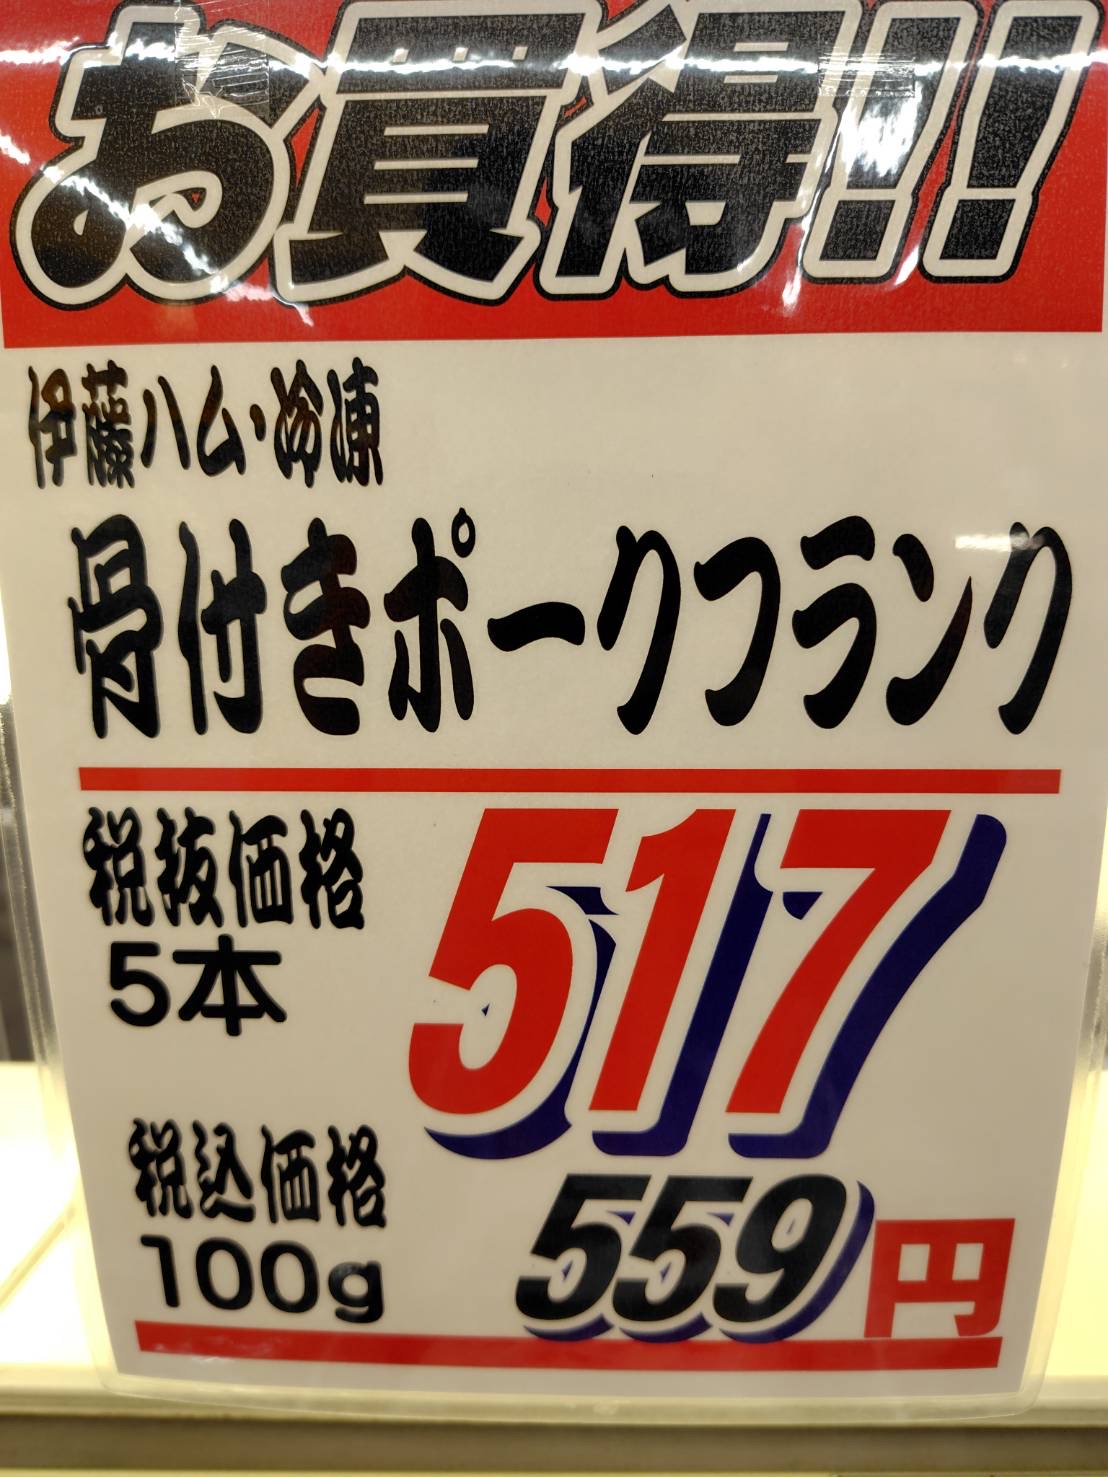 お買得!!
伊藤ハム・冷凍
骨付きポークフランク
税抜価格
5本
517
税込価格
100g
559円